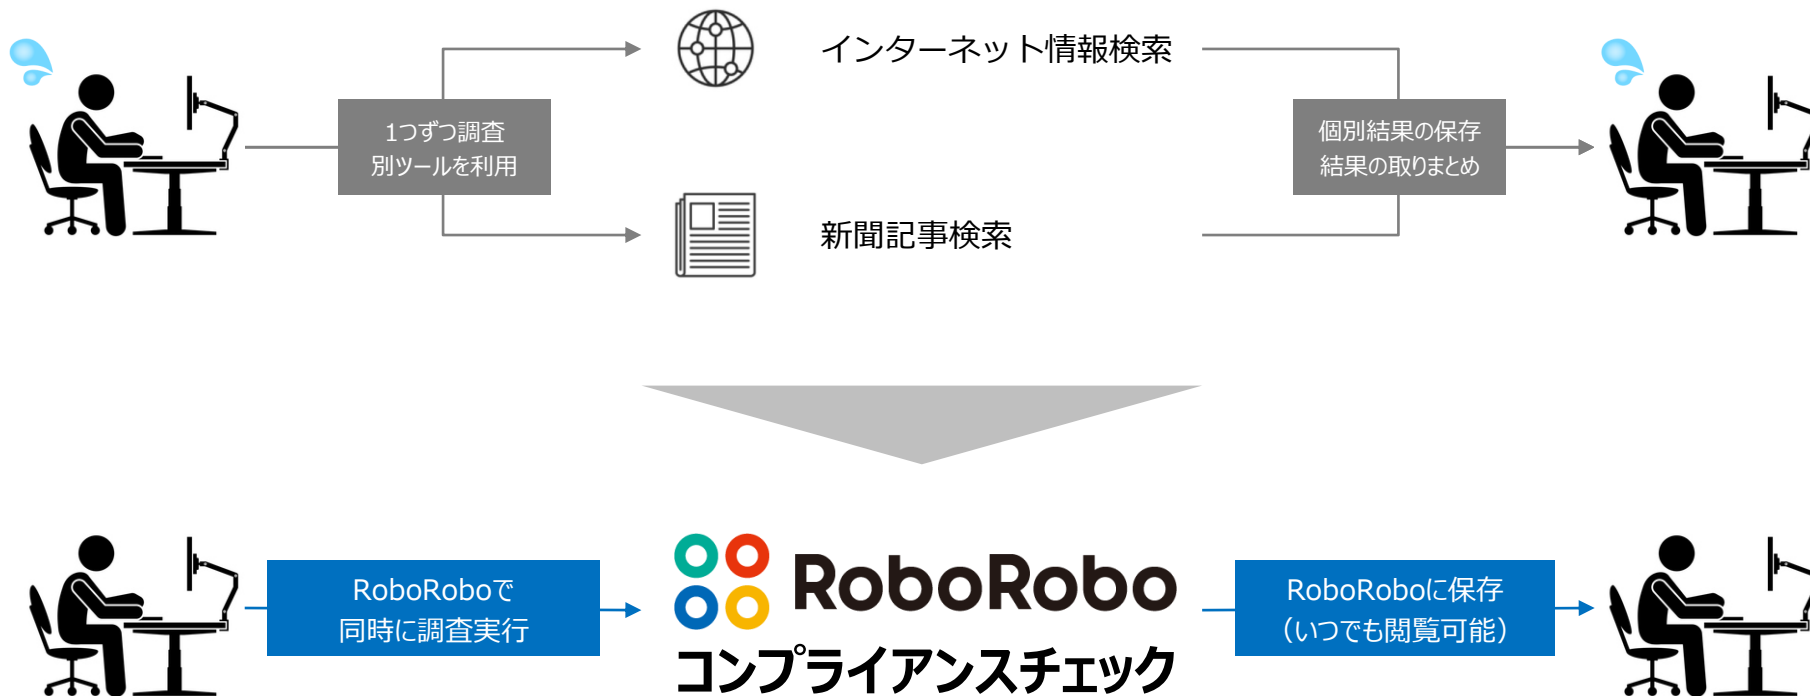 インターネット情報検索
1つずつ調査
別ツールを利用
個別結果の保存
結果の取りまとめ
新聞記事検索
RoboRoboで
同時に調査実行
RoboRobo
コンプライアンスチェック
RoboRoboに保存
（いつでも閲覧可能）